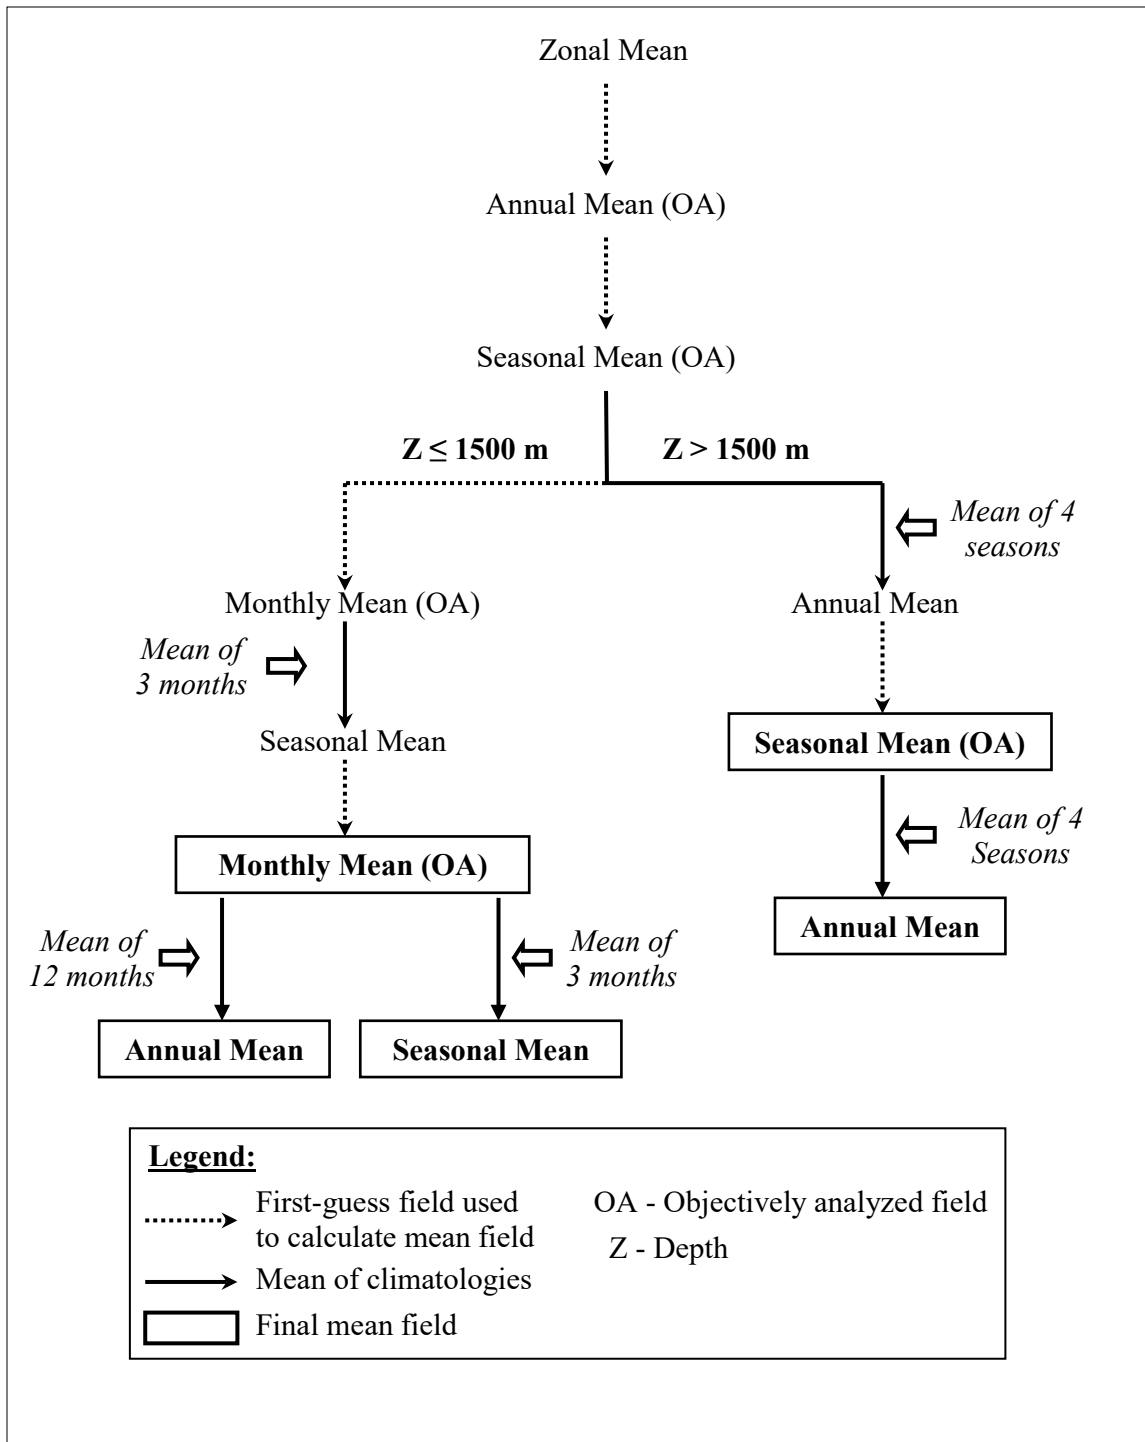 Zonal Mean
Annual Mean (OA)
Seasonal Mean (OA)
Z ≤ 1500 m
Z > 1500 m
Mean of 4
seasons
Monthly Mean (OA)
Annual Mean
Mean of
3 months
Seasonal Mean
Seasonal Mean (OA)
Monthly Mean (OA)
Mean of 4
Seasons
Annual Mean
Mean of
12 months
Mean of
3 months
Annual Mean
Seasonal Mean
Legend:
First-guess field used
to calculate mean field
Mean of climatologies
Final mean field
OA - Objectively analyzed field
Z - Depth